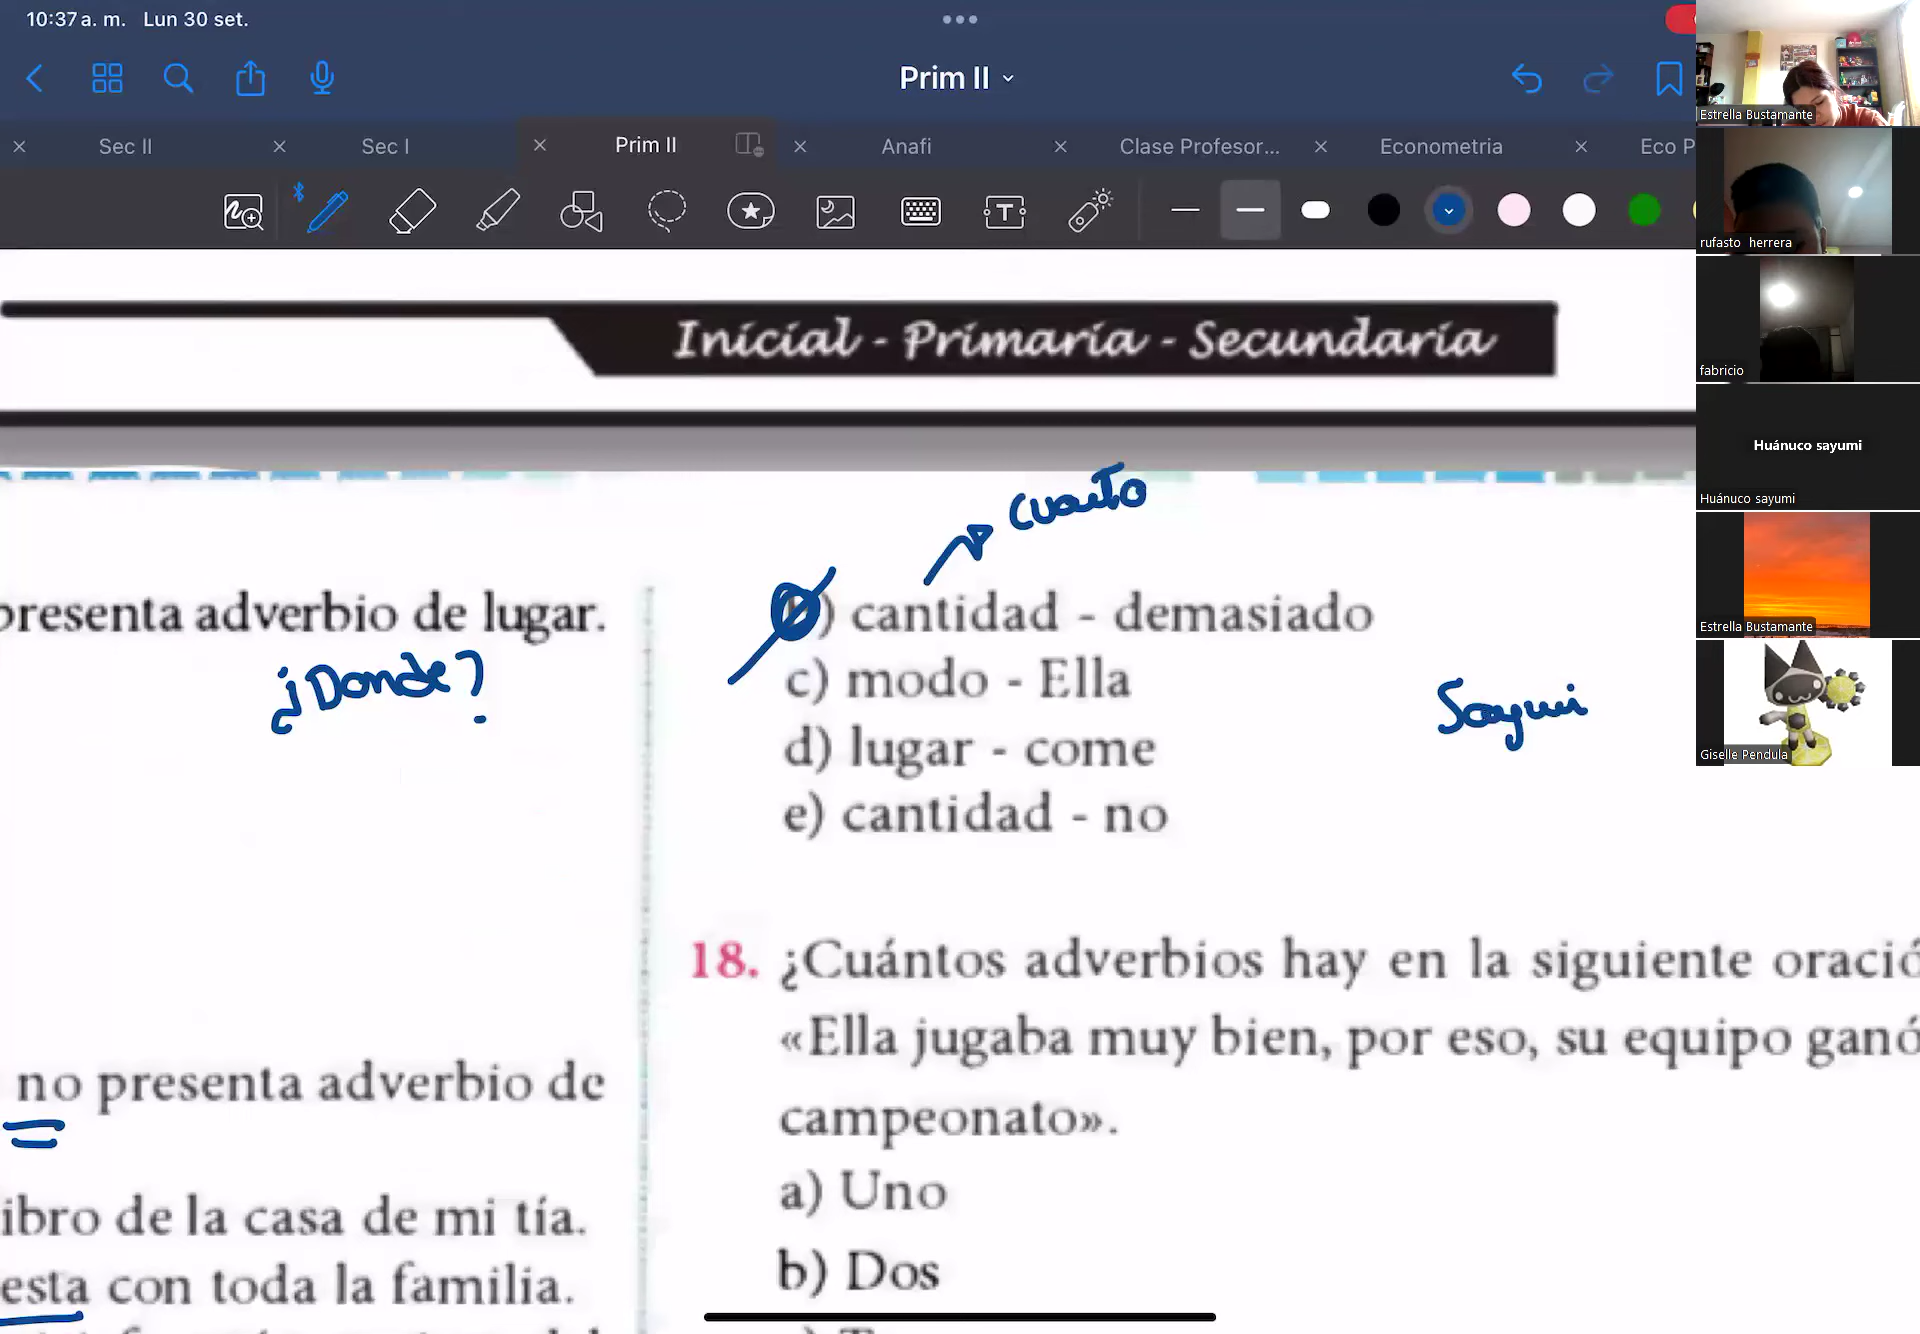 10:37 a. m. Lun 30 set.
Prim II
Sec II
Sec I
Prim II
Anafi
Clase Profesor...
Econometria
Eco P
Inicial - Primaria - Secundaria
presenta adverbio de lugar.
¿Donde?
no presenta adverbio de
ibro de la casa de mi tía.
esta con toda la familia.
cuanto
b) cantidad - demasiado
c) modo - Ella
d) lugar - come
e) cantidad - no
Sayumi
18. ¿Cuántos adverbios hay en la siguiente oració
«Ella jugaba muy bien, por eso, su equipo ganó
campeonato».
a) Uno
b) Dos
Estrella Bustamante
rufasto herrera
fabricio
Huánuco sayumi
Huánuco sayumi
Estrella Bustamante
Giselle Pendula